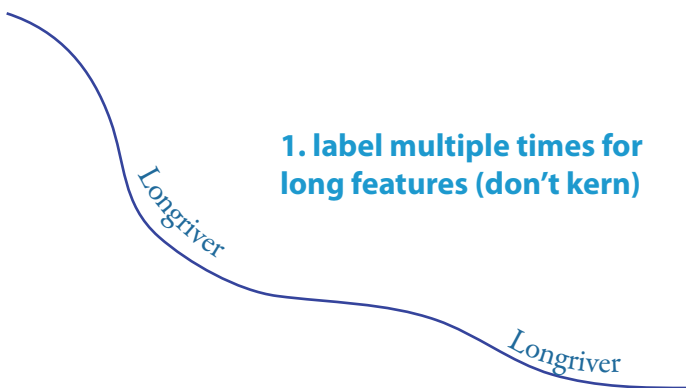 1. label multiple times for
long features (don’t kern)
Longriver
Longriver